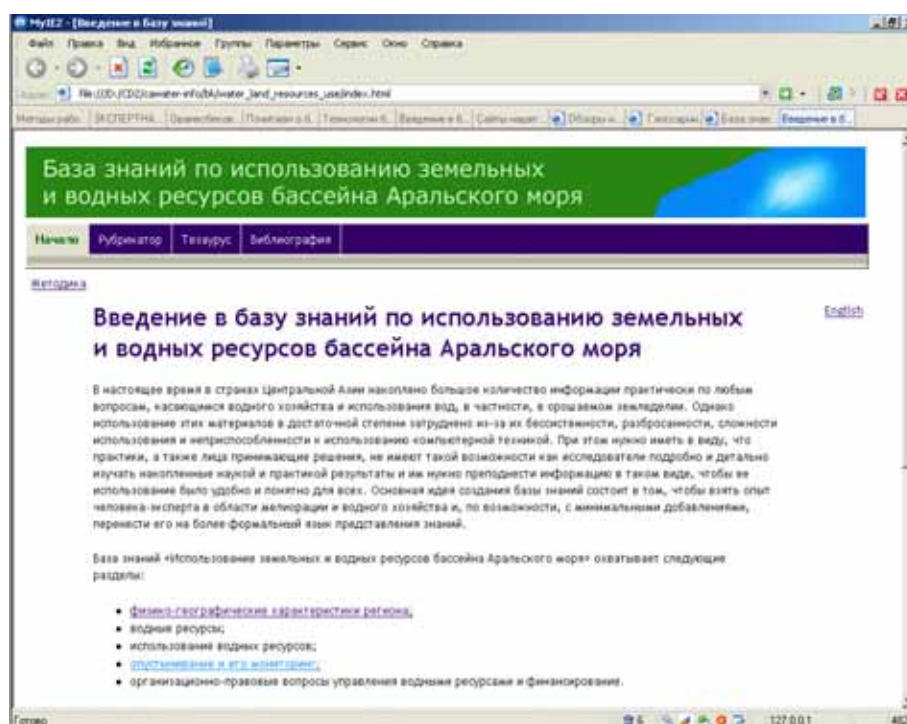 MyIE2 - [Введение в базу знаний]
Файл Правка Вид Избранное Группы Параметры Сервис Окно Справка
База знаний по использованию земельных
и водных ресурсов бассейна Аральского моря
Начало Рубрикатор Тезаурус Библиография
Методика
English
Введение в базу знаний по использованию земельных
и водных ресурсов бассейна Аральского моря
В настоящее время в странах Центральной Азии накоплено большое количество информации практически по любым
вопросам, касающимся водного хозяйства и использования вод, в частности, в орошаемом земледелии. Однако
использование этих материалов в достаточной степени затруднено из-за их бессистемности, разбросанности, сложности
использования и неприспособленности к использованию компьютерной техникой. При этом нужно иметь в виду, что
практики, а также лица принимающие решения, не имеют такой возможности как исследователи подробно и детально
изучать накопленные наукой и практикой результаты и им нужно преподнести информацию в таком виде, чтобы ее
использование было удобно и понятно для всех. Основная идея создания базы знаний состоит в том, чтобы взять опыт
человека-эксперта в области мелиорации и водного хозяйства и, по возможности, с минимальными добавлениями,
перенести его на более формальный язык представления знаний.
База знаний «Использование земельных и водных ресурсов бассейна Аральского моря» охватывает следующие
разделы:
физико-географические характеристики региона;
водные ресурсы;
использование водных ресурсов;
опустынивание и его мониторинг;
организационно-правовые вопросы управления водными ресурсами и финансирование.
Готово 127.0.0.1